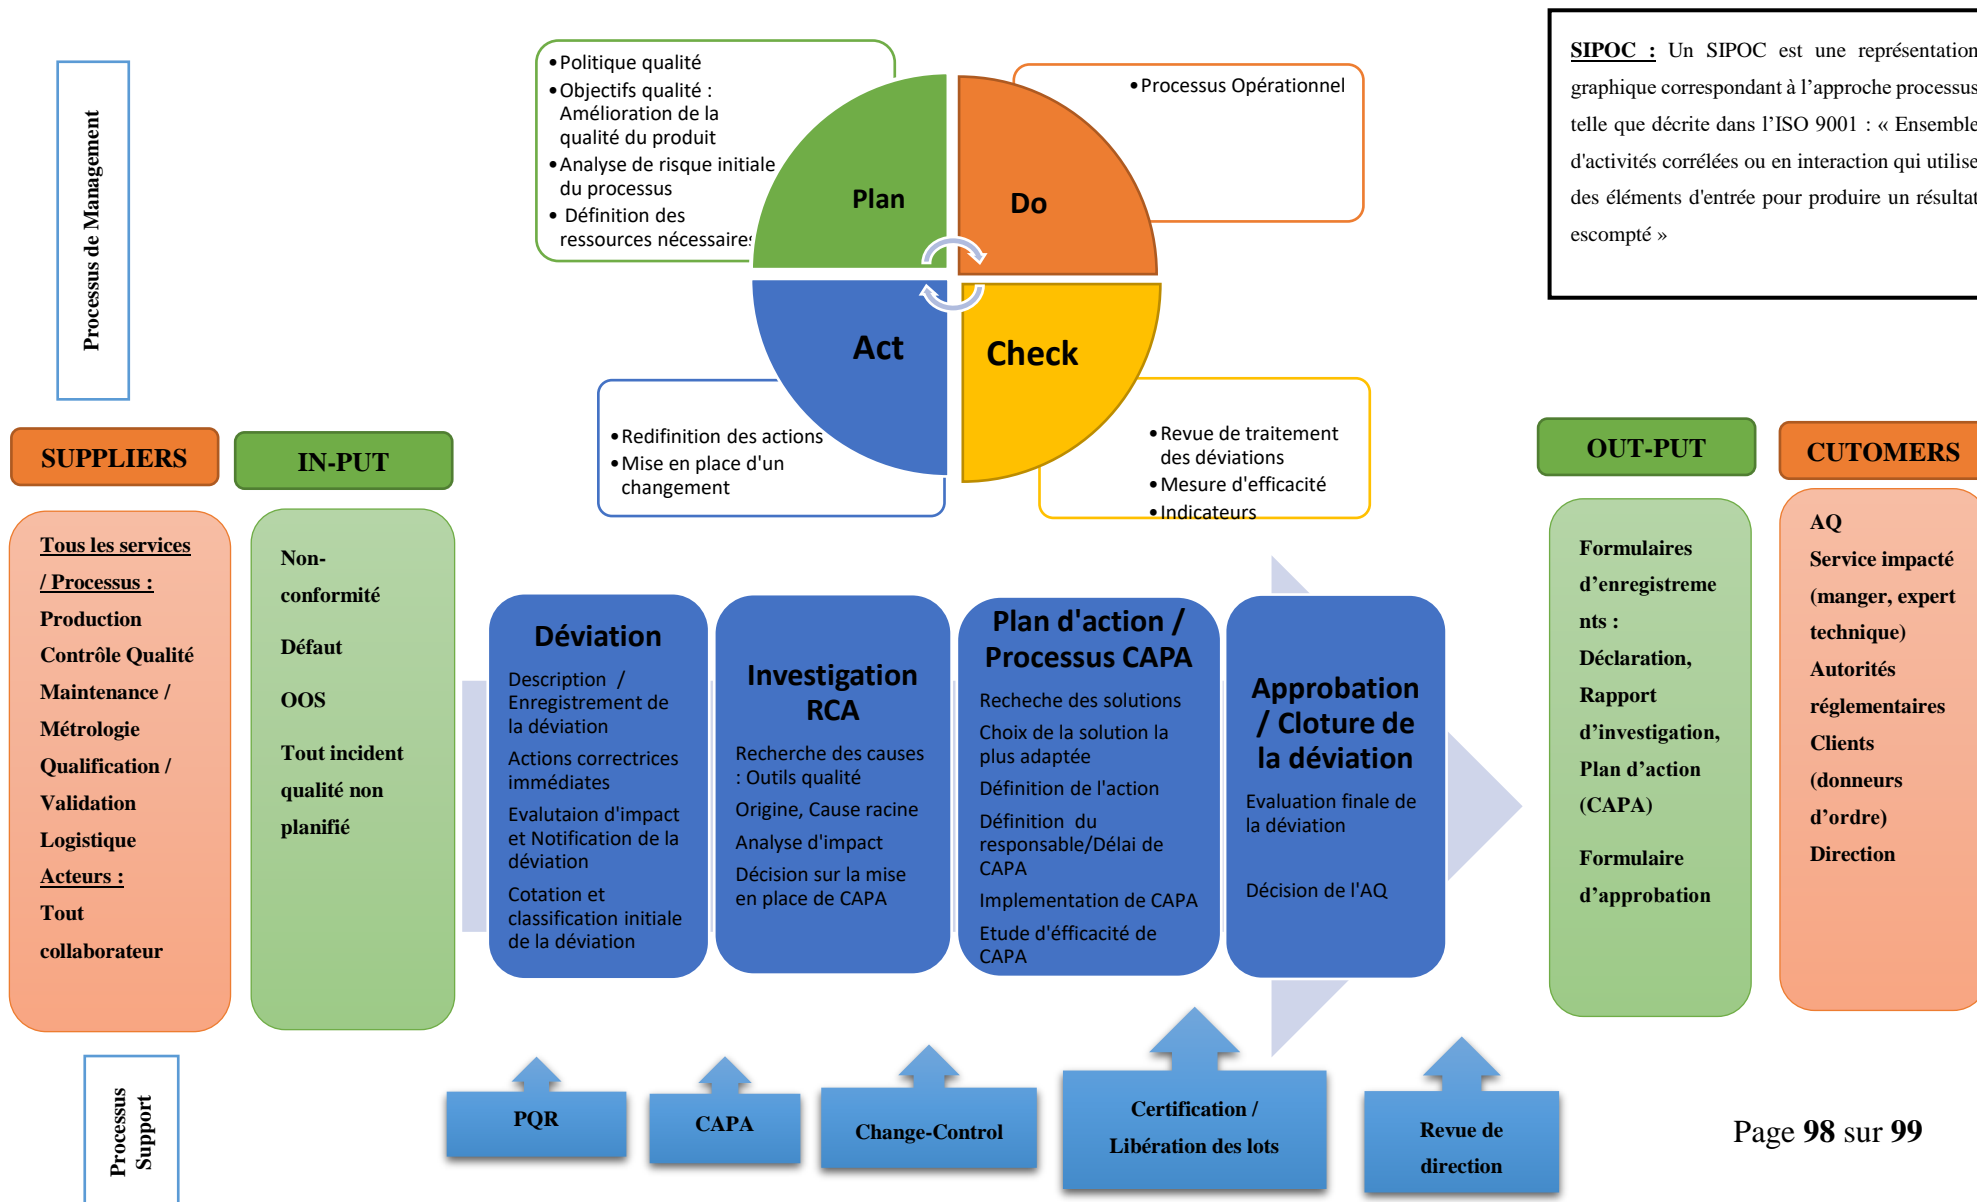 Processus de Management
•Politique qualité
•Objectifs qualité :
Amélioration de la
qualité du produit
•Analyse de risque initiale
du processus
• Définition des
ressources nécessaires
•Processus Opérationnel
Plan
Do
Act
Check
•Redifinition des actions
•Mise en place d'un
changement
•Revue de traitement
des déviations
•Mesure d'efficacité
•Indicateurs
SIPOC : Un SIPOC est une représentation
graphique correspondant à l’approche processus
telle que décrite dans l’ISO 9001 : « Ensemble
d'activités corrélées ou en interaction qui utilise
des éléments d'entrée pour produire un résultat
escompté »
SUPPLIERS
Tous les services
/ Processus :
Production
Contrôle Qualité
Maintenance /
Métrologie
Qualification /
Validation
Logistique
Acteurs :
Tout
collaborateur
IN-PUT
Non-
conformité
Défaut
OOS
Tout incident
qualité non
planifié
Déviation
Description /
Enregistrement de
la déviation
Actions correctrices
immédiates
Evalutaion d'impact
et Notification de la
déviation
Cotation et
classification initiale
de la déviation
Investigation
RCA
Recherche des causes
: Outils qualité
Origine, Cause racine
Analyse d'impact
Décision sur la mise
en place de CAPA
Plan d'action /
Processus CAPA
Recheche des solutions
Choix de la solution la
plus adaptée
Définition de l'action
Définition du
responsable/Délai de
CAPA
Implementation de CAPA
Etude d'éfficacité de
CAPA
Approbation
/ Cloture de
la déviation
Evaluation finale de
la déviation
Décision de l'AQ
OUT-PUT
Formulaires
d’enregistreme
nts :
Déclaration,
Rapport
d’investigation,
Plan d’action
(CAPA)
Formulaire
d’approbation
CUTOMERS
AQ
Service impacté
(manger, expert
technique)
Autorités
réglementaires
Clients
(donneurs
d’ordre)
Direction
Processus
Support
PQR
CAPA
Change-Control
Certification /
Libération des lots
Revue de
direction
Page 98 sur 99